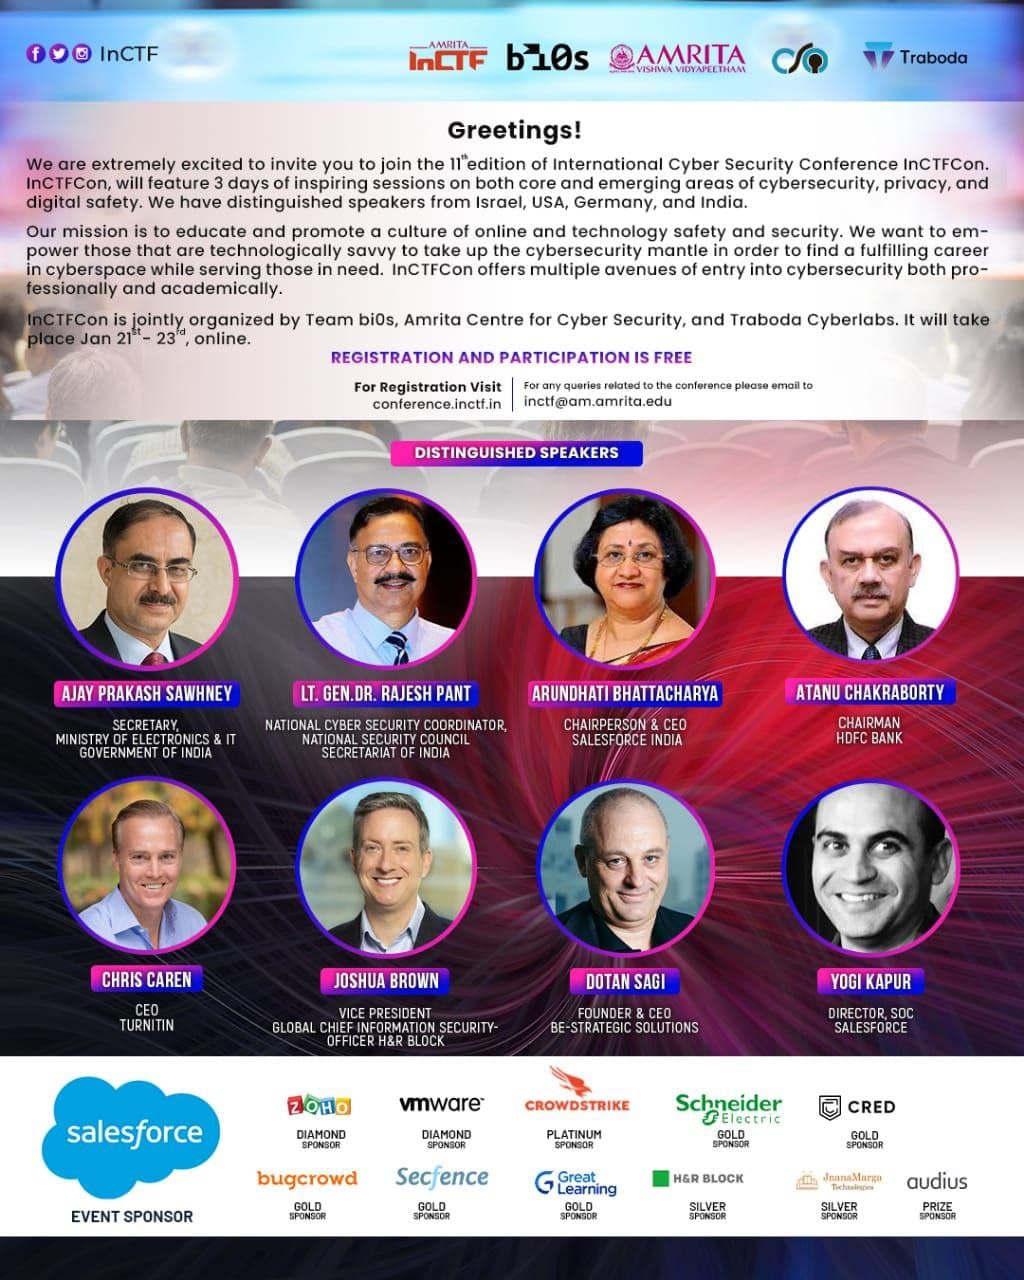 InCTF
AMRITA
InCTF
bi0s
AMRITA
VISHWA VIDYAPEETHAM
Traboda
Greetings!
We are extremely excited to invite you to join the 11th edition of International Cyber Security Conference InCTFCon.
InCTFCon, will feature 3 days of inspiring sessions on both core and emerging areas of cybersecurity, privacy, and
digital safety. We have distinguished speakers from Israel, USA, Germany, and India.
Our mission is to educate and promote a culture of online and technology safety and security. We want to em-
power those that are technologically savvy to take up the cybersecurity mantle in order to find a fulfilling career
in cyberspace while serving those in need. InCTFCon offers multiple avenues of entry into cybersecurity both pro-
fessionally and academically.
InCTFCon is jointly organized by Team bi0s, Amrita Centre for Cyber Security, and Traboda Cyberlabs. It will take
place Jan 21st - 23rd, online.
REGISTRATION AND PARTICIPATION IS FREE
For Registration Visit
conference.inctf.in
For any queries related to the conference please email to
inctf@am.amrita.edu
DISTINGUISHED SPEAKERS
AJAY PRAKASH SAWHNEY
SECRETARY,
MINISTRY OF ELECTRONICS & IT
GOVERNMENT OF INDIA
LT. GEN.DR. RAJESH PANT
NATIONAL CYBER SECURITY COORDINATOR,
NATIONAL SECURITY COUNCIL
SECRETARIAT OF INDIA
ARUNDHATI BHATTACHARYA
CHAIRPERSON & CEO
SALESFORCE INDIA
ATANU CHAKRABORTY
CHAIRMAN
HDFC BANK
CHRIS CAREN
CEO
TURNITIN
JOSHUA BROWN
VICE PRESIDENT
GLOBAL CHIEF INFORMATION SECURITY-
OFFICER H&R BLOCK
DOTAN SAGI
FOUNDER & CEO
BE-STRATEGIC SOLUTIONS
YOGI KAPUR
DIRECTOR, SOC
SALESFORCE
salesforce
EVENT SPONSOR
ZOHO
DIAMOND
SPONSOR
vmware
DIAMOND
SPONSOR
CROWDSTRIKE
PLATINUM
SPONSOR
Schneider
Electric
GOLD
SPONSOR
CRED
GOLD
SPONSOR
bugcrowd
GOLD
SPONSOR
Secfence
GOLD
SPONSOR
Great
Learning
GOLD
SPONSOR
H&R BLOCK
SILVER
SPONSOR
JnanaMarga
Technologies
SILVER
SPONSOR
audius
PRIZE
SPONSOR